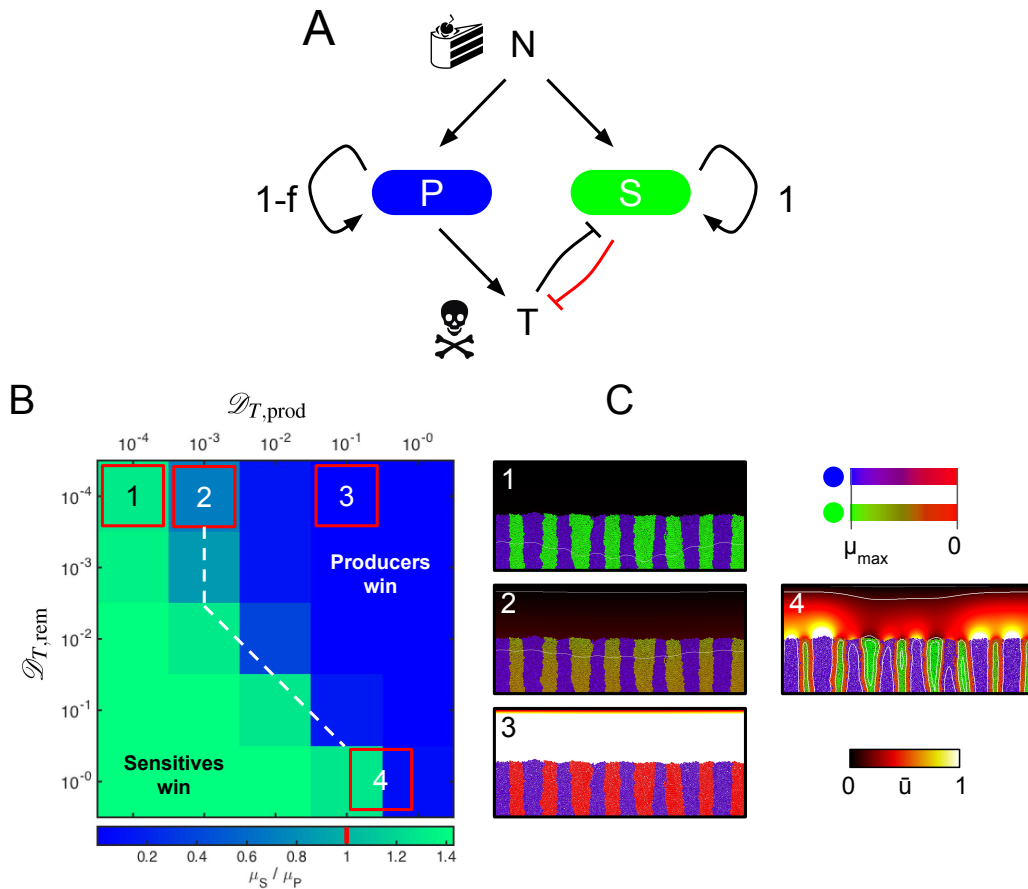 A
N
P
S
1-f
1
T
B
𝒟T,prod
10⁻⁴ 10⁻³ 10⁻² 10⁻¹ 10⁻⁰
𝒟T,rem
10⁻⁴
10⁻³
10⁻²
10⁻¹
10⁻⁰
1 2 3
Producers
win
Sensitives
win
4
0.2 0.4 0.6 0.8 1 1.2 1.4
μS / μP
C
1
2
3
4
μmax 0
0 ū 1